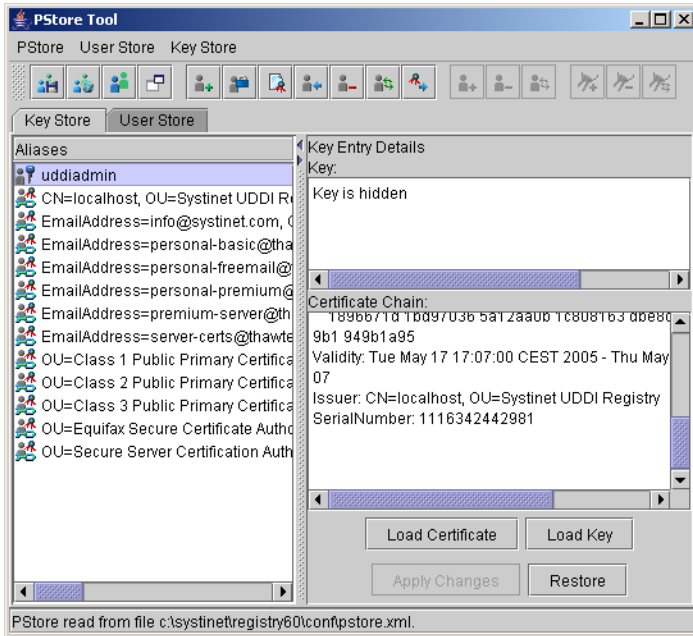 PStore Tool
PStore User Store Key Store
Key Store User Store
Aliases
uddiadmin
CN=localhost, OU=Systinet UDDI R
EmailAddress=info@systinet.com,
EmailAddress=personal-basic@tha
EmailAddress=personal-freemail@
EmailAddress=personal-premium@
EmailAddress=premium-server@th
EmailAddress=server-certs@thawte
OU=Class 1 Public Primary Certifica
OU=Class 2 Public Primary Certifica
OU=Class 3 Public Primary Certifica
OU=Equifax Secure Certificate Autho
OU=Secure Server Certification Auth
Key Entry Details
Key:
Key is hidden
Certificate Chain:
1896671d 1bd97036 5a12aa0b 1c808163 dbe8d
9b1 949b1a95
Validity: Tue May 17 17:07:00 CEST 2005 - Thu May
07
Issuer: CN=localhost, OU=Systinet UDDI Registry
SerialNumber: 1116342442981
Load Certificate Load Key
Apply Changes Restore
PStore read from file c:\systinet\registry60\conf\pstore.xml.